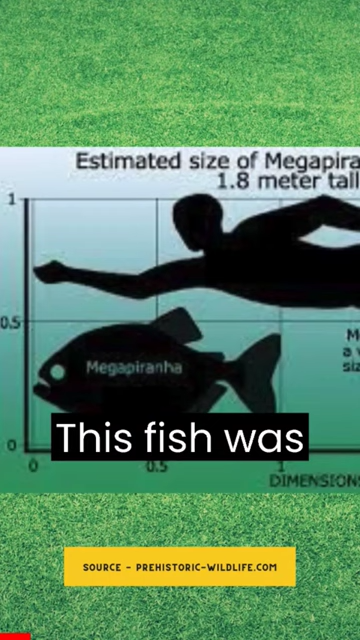 Estimated size of Megapira
1.8 meter tall
1
0.5
Megapiranha
M
a v
siz
This fish was
0
0
0.5
1
DIMENSIONS
SOURCE - PREHISTORIC-WILDLIFE.COM